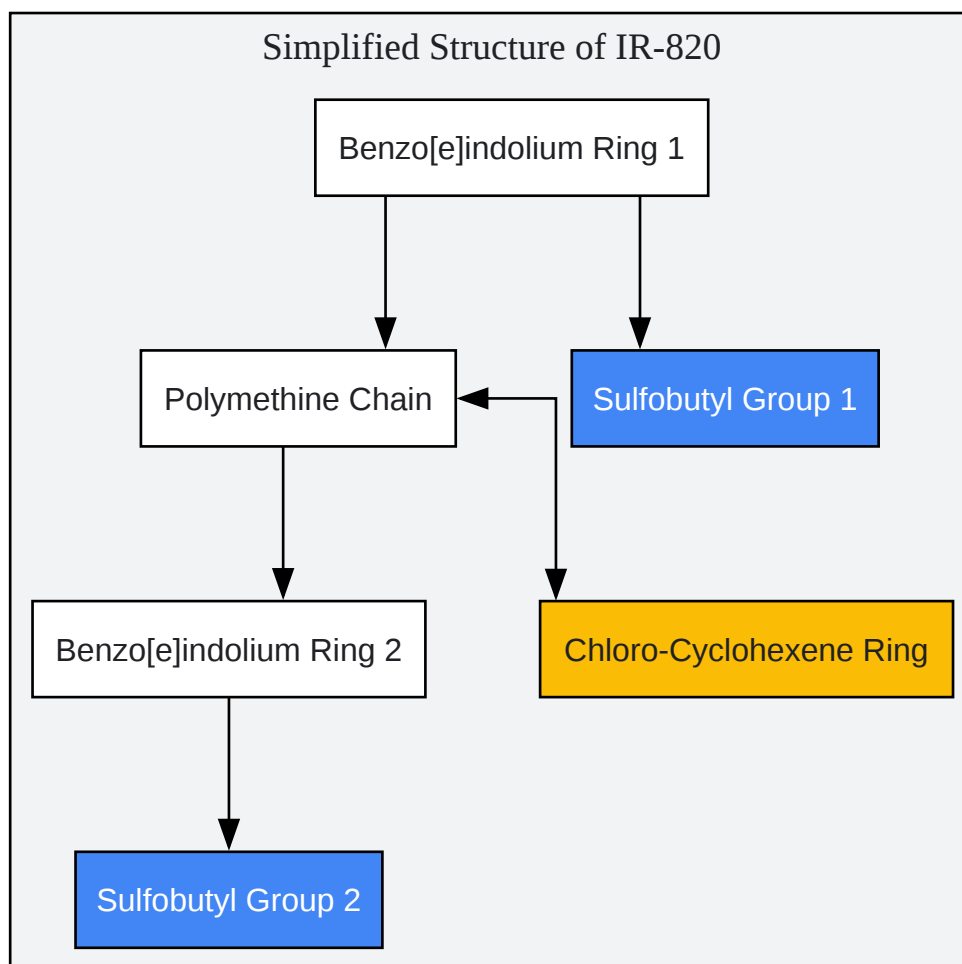 Simplified Structure of IR-820
Benzo[e]indolium Ring 1
Polymethine Chain
Sulfobutyl Group 1
Benzo[e]indolium Ring 2
Chloro-Cyclohexene Ring
Sulfobutyl Group 2